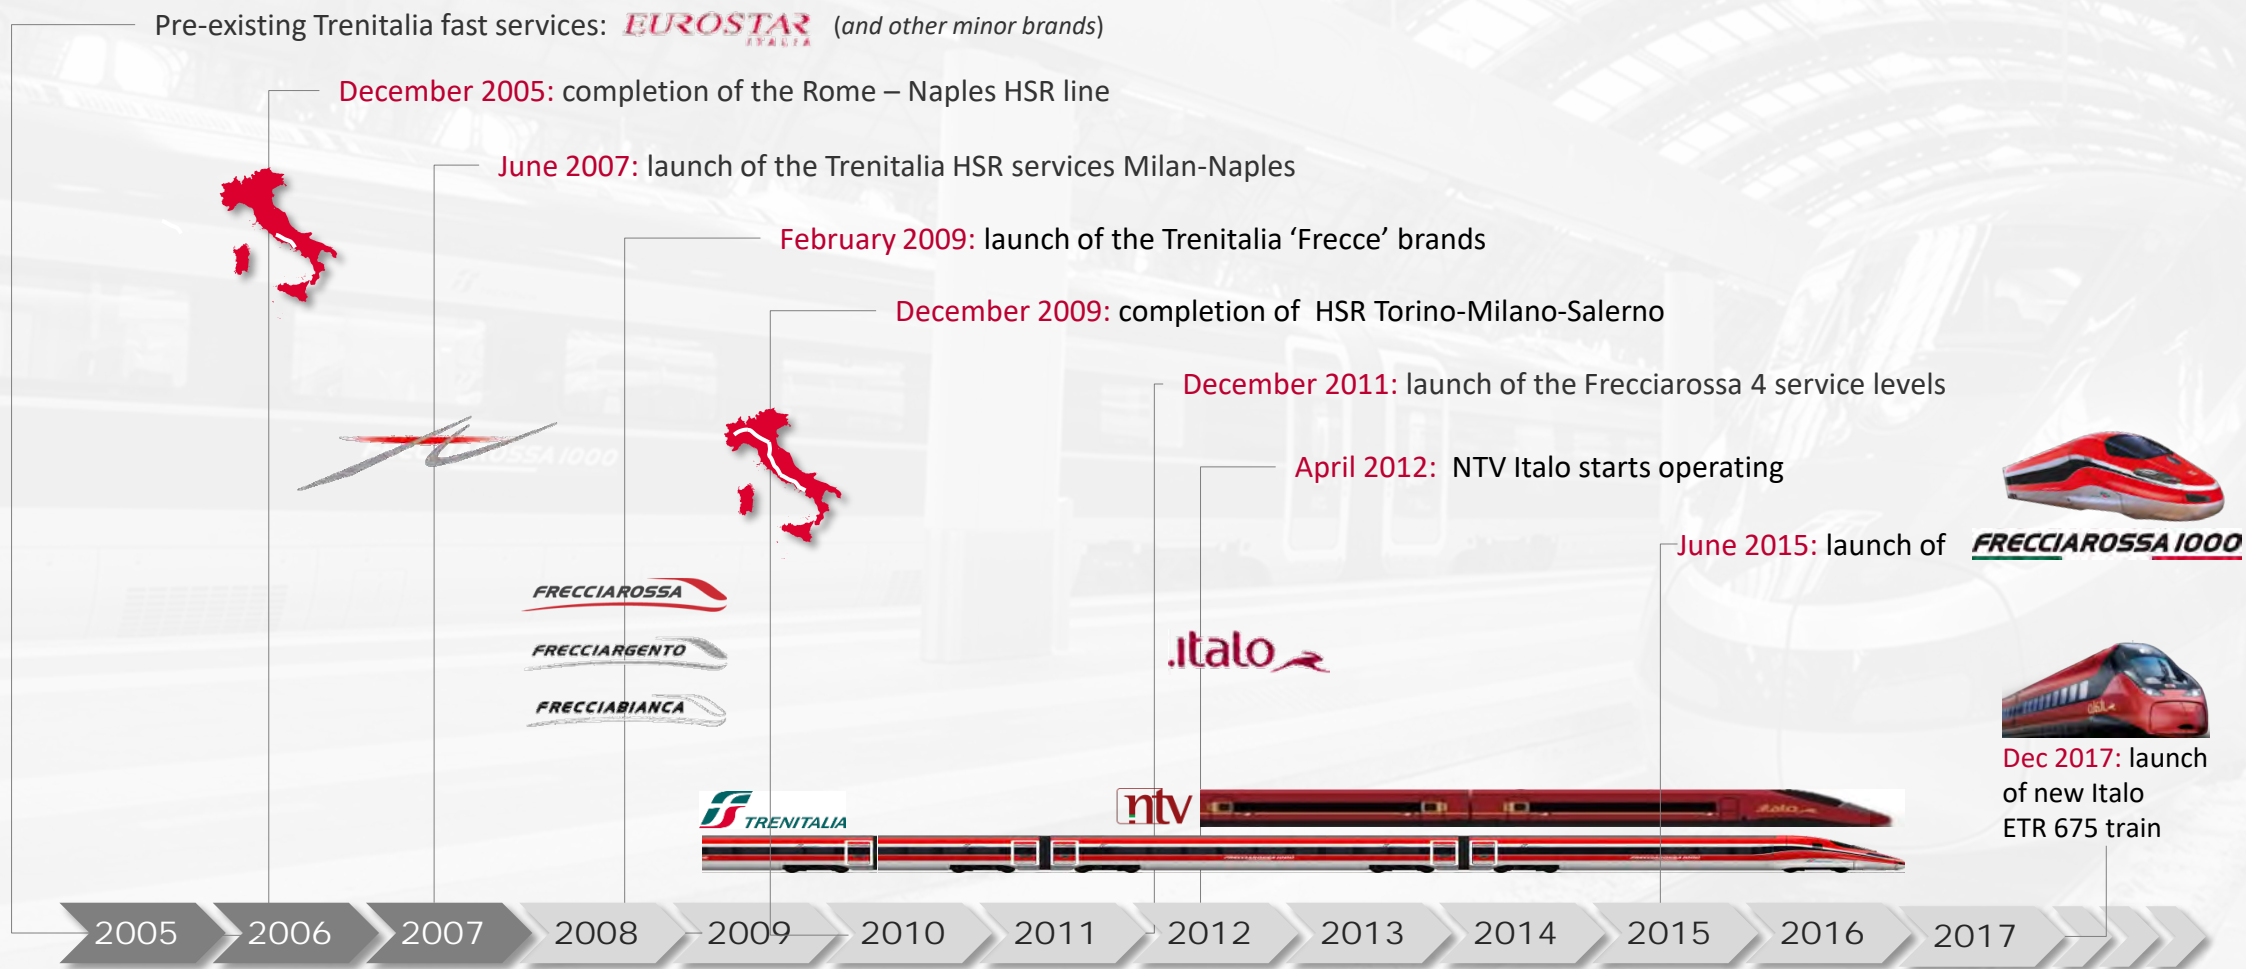 Pre-existing Trenitalia fast services: EUROSTAR ITALIA (and other minor brands)
December 2005: completion of the Rome – Naples HSR line
June 2007: launch of the Trenitalia HSR services Milan-Naples
February 2009: launch of the Trenitalia ‘Frecce’ brands
December 2009: completion of HSR Torino-Milano-Salerno
December 2011: launch of the Frecciarossa 4 service levels
April 2012: NTV Italo starts operating
June 2015: launch of FRECCIAROSSA 1000
FRECCIAROSSA
FRECCIARGENTO
FRECCIABIANCA
.italo
Dec 2017: launch
of new Italo
ETR 675 train
TRENITALIA
ntv
italo
2005 2006 2007 2008 2009 2010 2011 2012 2013 2014 2015 2016 2017